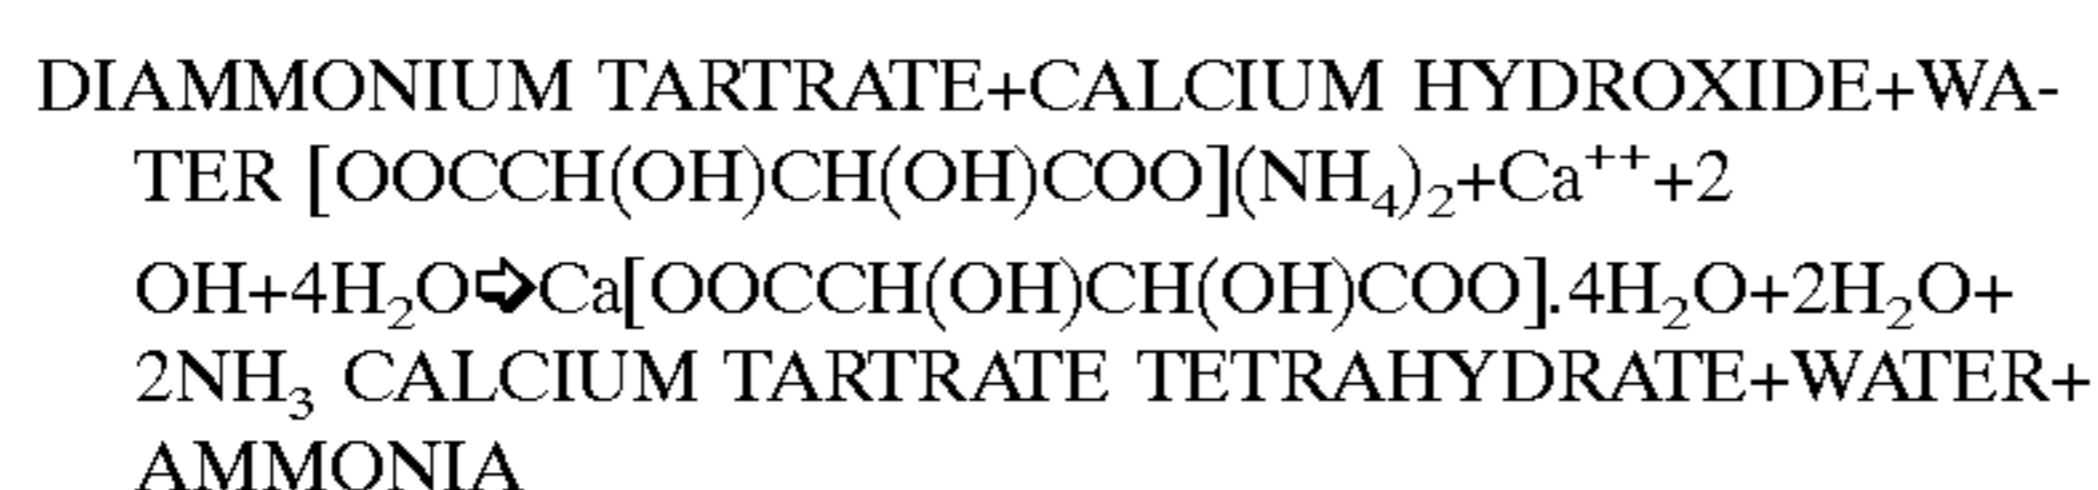 DIAMMONIUM TARTRATE+CALCIUM HYDROXIDE+WA-
TER [OOCCH(OH)CH(OH)COO](NH₄)₂+Ca⁺⁺+2
OH+4H₂O➪Ca[OOCCH(OH)CH(OH)COO].4H₂O+2H₂O+
2NH₃ CALCIUM TARTRATE TETRAHYDRATE+WATER+
AMMONIA